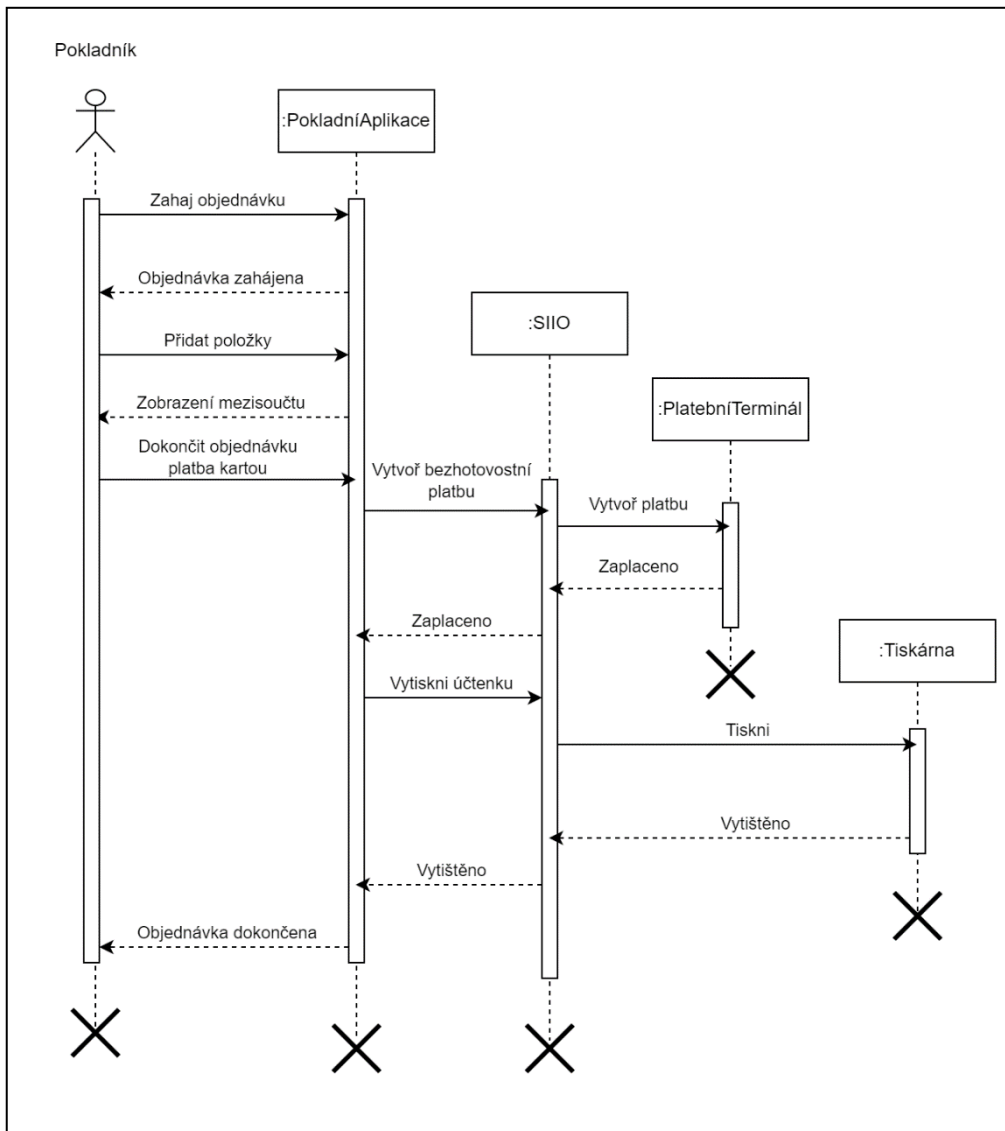 Pokladník
:PokladníAplikace
Zahaj objednávku
Objednávka zahájena
:SIIO
Přidat položky
:PlatebníTerminál
Zobrazení mezisoučtu
Dokončit objednávku
platba kartou
Vytvoř bezhotovostní
platbu
Vytvoř platbu
Zaplaceno
Zaplaceno
:Tiskárna
Vytiskni účtenku
Tiskni
Vytištěno
Vytištěno
Objednávka dokončena